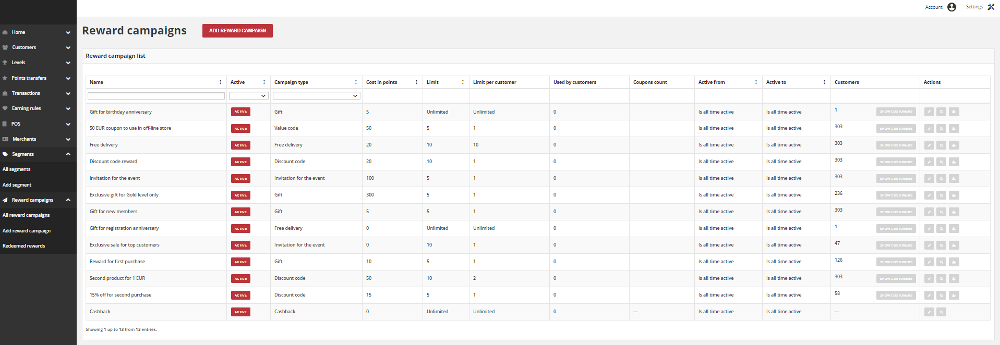 Account
Settings
Home
Customers
Levels
Points transfers
Transactions
Earning rules
POS
Merchants
Segments
All segments
Add segment
Reward campaigns
All reward campaigns
Add reward campaign
Redeemed rewards
Reward campaigns
ADD REWARD CAMPAIGN
Reward campaign list
Name Active Campaign type Cost in points Limit Limit per customer Used by customers Coupons count Active from Active to Customers Actions
Gift for birthday anniversary ACTIVE Gift 5 Unlimited Unlimited 0 Is all time active Is all time active 1 SHOW CUSTOMERS
50 EUR coupon to use in off-line store ACTIVE Value code 50 5 1 0 Is all time active Is all time active 303 SHOW CUSTOMERS
Free delivery ACTIVE Free delivery 20 10 10 0 Is all time active Is all time active 303 SHOW CUSTOMERS
Discount code reward ACTIVE Discount code 20 10 1 0 Is all time active Is all time active 303 SHOW CUSTOMERS
Invitation for the event ACTIVE Invitation for the event 100 5 1 0 Is all time active Is all time active 303 SHOW CUSTOMERS
Exclusive gift for Gold level only ACTIVE Gift 300 5 1 0 Is all time active Is all time active 236 SHOW CUSTOMERS
Gift for new members ACTIVE Gift 5 5 1 0 Is all time active Is all time active 303 SHOW CUSTOMERS
Gift for registration anniversary ACTIVE Free delivery 0 Unlimited Unlimited 0 Is all time active Is all time active 1 SHOW CUSTOMERS
Exclusive sale for top customers ACTIVE Invitation for the event 0 10 1 0 Is all time active Is all time active 47 SHOW CUSTOMERS
Reward for first purchase ACTIVE Gift 10 5 1 0 Is all time active Is all time active 126 SHOW CUSTOMERS
Second product for 1 EUR ACTIVE Discount code 50 10 2 0 Is all time active Is all time active 303 SHOW CUSTOMERS
15% off for second purchase ACTIVE Discount code 15 5 1 0 Is all time active Is all time active 58 SHOW CUSTOMERS
Cashback ACTIVE Cashback 0 Unlimited Unlimited 0 --- Is all time active Is all time active ---
Showing 1 up to 13 from 13 entries.